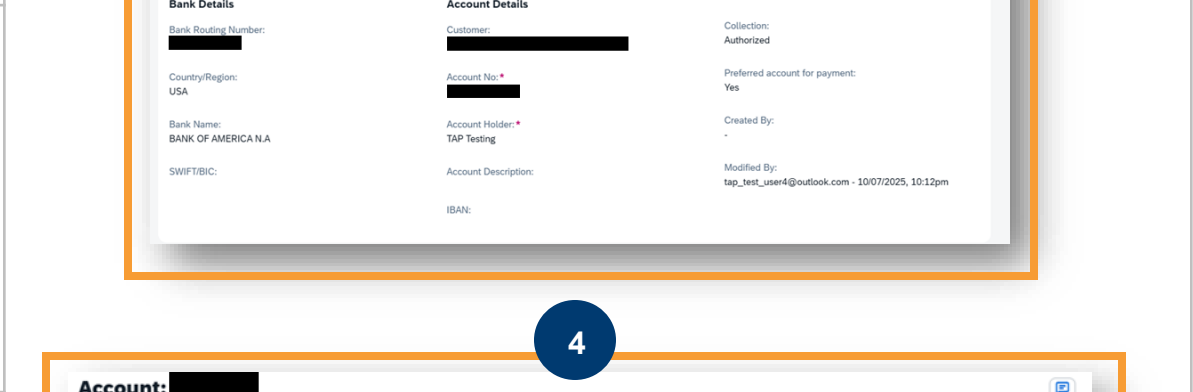 Bank Details
Bank Routing Number:
Country/Region:
USA
Bank Name:
BANK OF AMERICA N.A
SWIFT/BIC:
Account Details
Customer:
Account No:*
Account Holder:*
TAP Testing
Account Description:
IBAN:
Collection:
Authorized
Preferred account for payment:
Yes
Created By:
-
Modified By:
tap_test_user4@outlook.com - 10/07/2025, 10:12pm
4
Account: